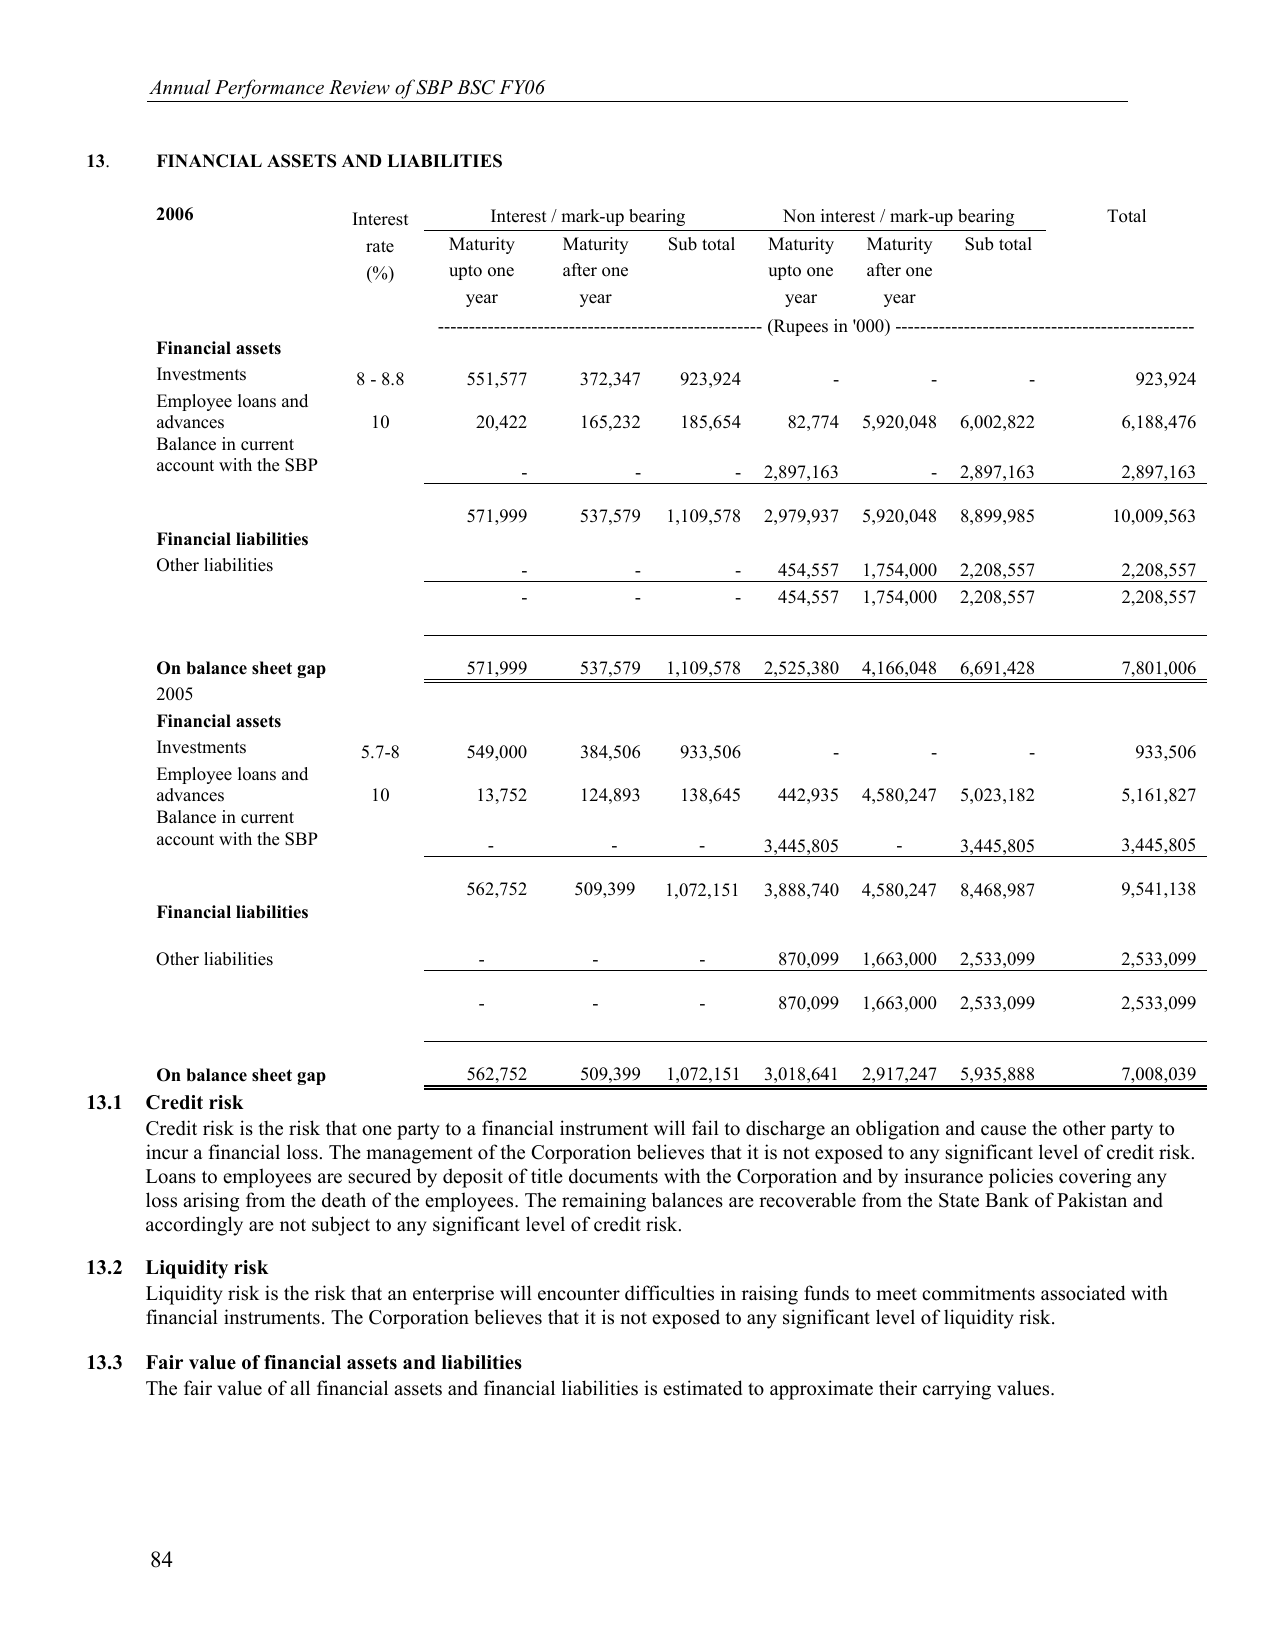 Annual Performance Review of SBP BSC FY06
13. FINANCIAL ASSETS AND LIABILITIES
2006 Interest Interest / mark-up bearing Non interest / mark-up bearing Total
rate Maturity Maturity Sub total Maturity Maturity Sub total
(%) upto one after one upto one after one
year year year year
---------------------------------------------------- (Rupees in '000) ------------------------------------------------
Financial assets
Investments 8 - 8.8 551,577 372,347 923,924 - - - 923,924
Employee loans and
advances 10 20,422 165,232 185,654 82,774 5,920,048 6,002,822 6,188,476
Balance in current
account with the SBP - - - 2,897,163 - 2,897,163 2,897,163
571,999 537,579 1,109,578 2,979,937 5,920,048 8,899,985 10,009,563
Financial liabilities
Other liabilities - - - 454,557 1,754,000 2,208,557 2,208,557
- - - 454,557 1,754,000 2,208,557 2,208,557
On balance sheet gap 571,999 537,579 1,109,578 2,525,380 4,166,048 6,691,428 7,801,006
2005
Financial assets
Investments 5.7-8 549,000 384,506 933,506 - - - 933,506
Employee loans and
advances 10 13,752 124,893 138,645 442,935 4,580,247 5,023,182 5,161,827
Balance in current
account with the SBP - - - 3,445,805 - 3,445,805 3,445,805
562,752 509,399 1,072,151 3,888,740 4,580,247 8,468,987 9,541,138
Financial liabilities
Other liabilities - - - 870,099 1,663,000 2,533,099 2,533,099
- - - 870,099 1,663,000 2,533,099 2,533,099
On balance sheet gap 562,752 509,399 1,072,151 3,018,641 2,917,247 5,935,888 7,008,039
13.1 Credit risk
Credit risk is the risk that one party to a financial instrument will fail to discharge an obligation and cause the other party to
incur a financial loss. The management of the Corporation believes that it is not exposed to any significant level of credit risk.
Loans to employees are secured by deposit of title documents with the Corporation and by insurance policies covering any
loss arising from the death of the employees. The remaining balances are recoverable from the State Bank of Pakistan and
accordingly are not subject to any significant level of credit risk.
13.2 Liquidity risk
Liquidity risk is the risk that an enterprise will encounter difficulties in raising funds to meet commitments associated with
financial instruments. The Corporation believes that it is not exposed to any significant level of liquidity risk.
13.3 Fair value of financial assets and liabilities
The fair value of all financial assets and financial liabilities is estimated to approximate their carrying values.
84